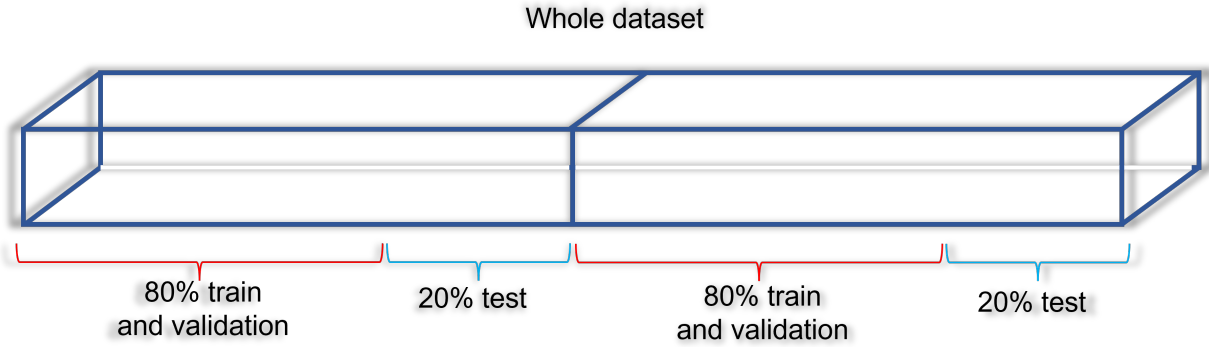 Whole dataset
80% train
and validation
20% test
80% train
and validation
20% test